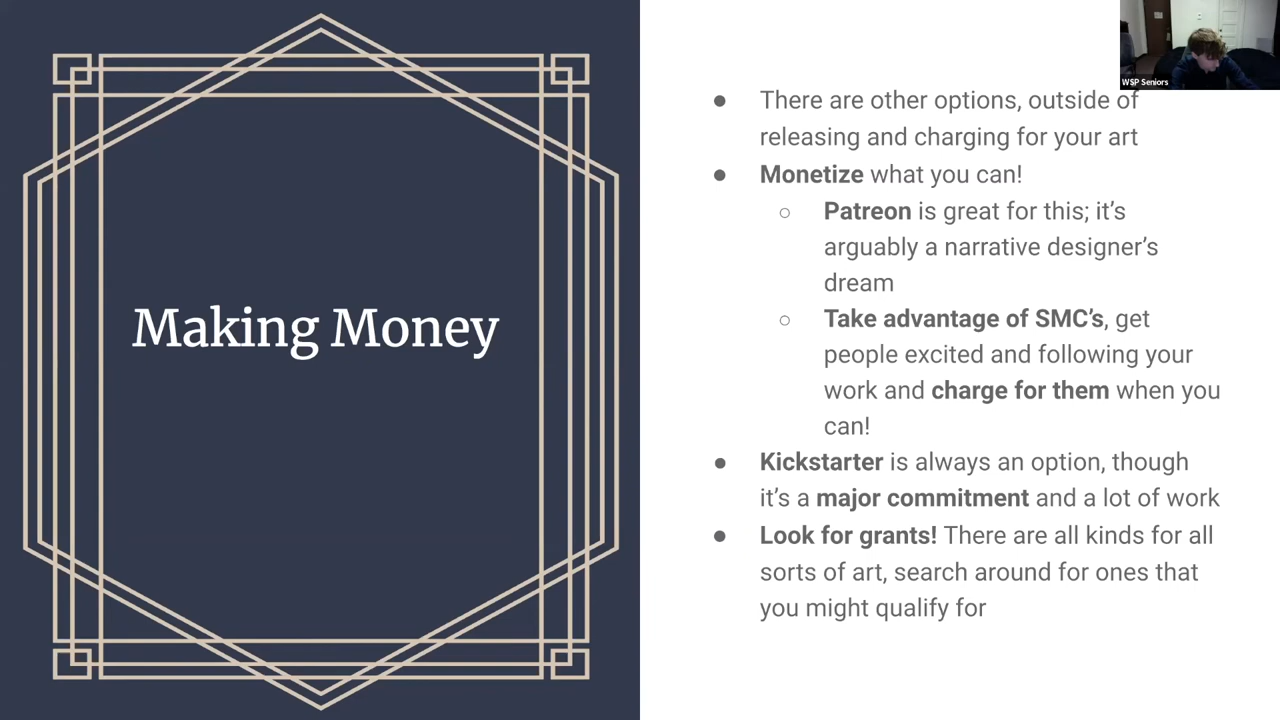 Making Money
WSP Seniors
● There are other options, outside of
releasing and charging for your art
● Monetize what you can!
○ Patreon is great for this; it’s
arguably a narrative designer’s
dream
○ Take advantage of SMC’s, get
people excited and following your
work and charge for them when you
can!
● Kickstarter is always an option, though
it’s a major commitment and a lot of work
● Look for grants! There are all kinds for all
sorts of art, search around for ones that
you might qualify for